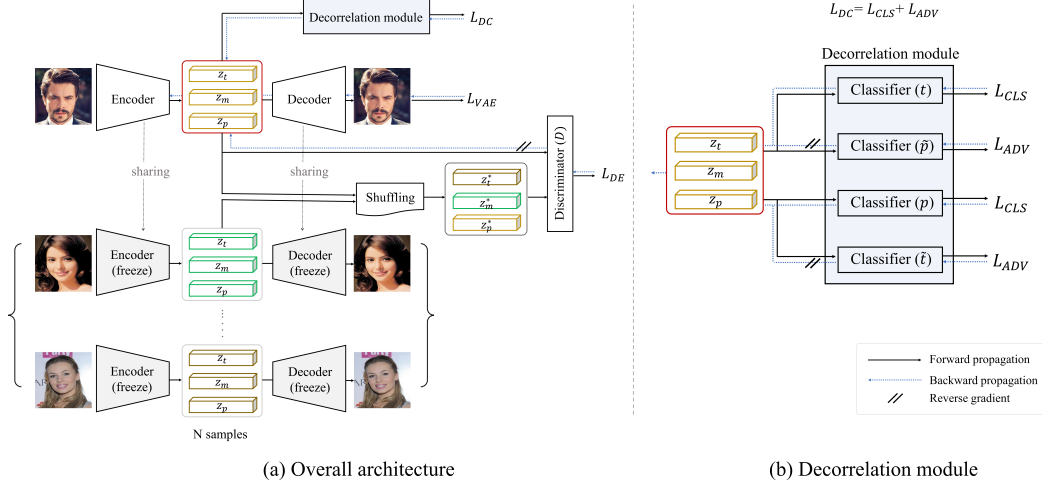 Decorrelation module
L_DC
Encoder
z_t
z_m
z_p
Decoder
L_VAE
sharing
sharing
Shuffling
z_t^*
z_m^*
z_p^*
Discriminator (D)
L_DE
Encoder
(freeze)
z_t
z_m
z_p
Decoder
(freeze)
Encoder
(freeze)
z_t
z_m
z_p
Decoder
(freeze)
N samples
(a) Overall architecture
L_DC = L_CLS + L_ADV
Decorrelation module
z_t
z_m
z_p
Classifier (t)
L_CLS
Classifier (p̃)
L_ADV
Classifier (p)
L_CLS
Classifier (t̃)
L_ADV
Forward propagation
Backward propagation
Reverse gradient
(b) Decorrelation module